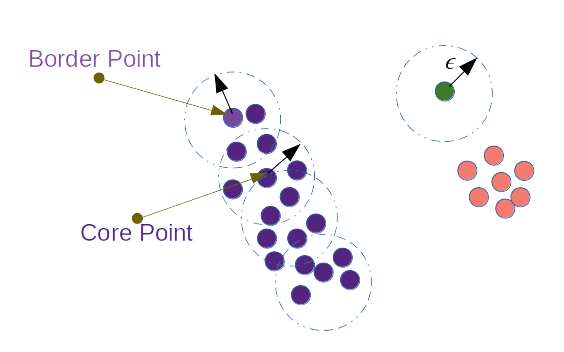 Border Point
ϵ
Core Point